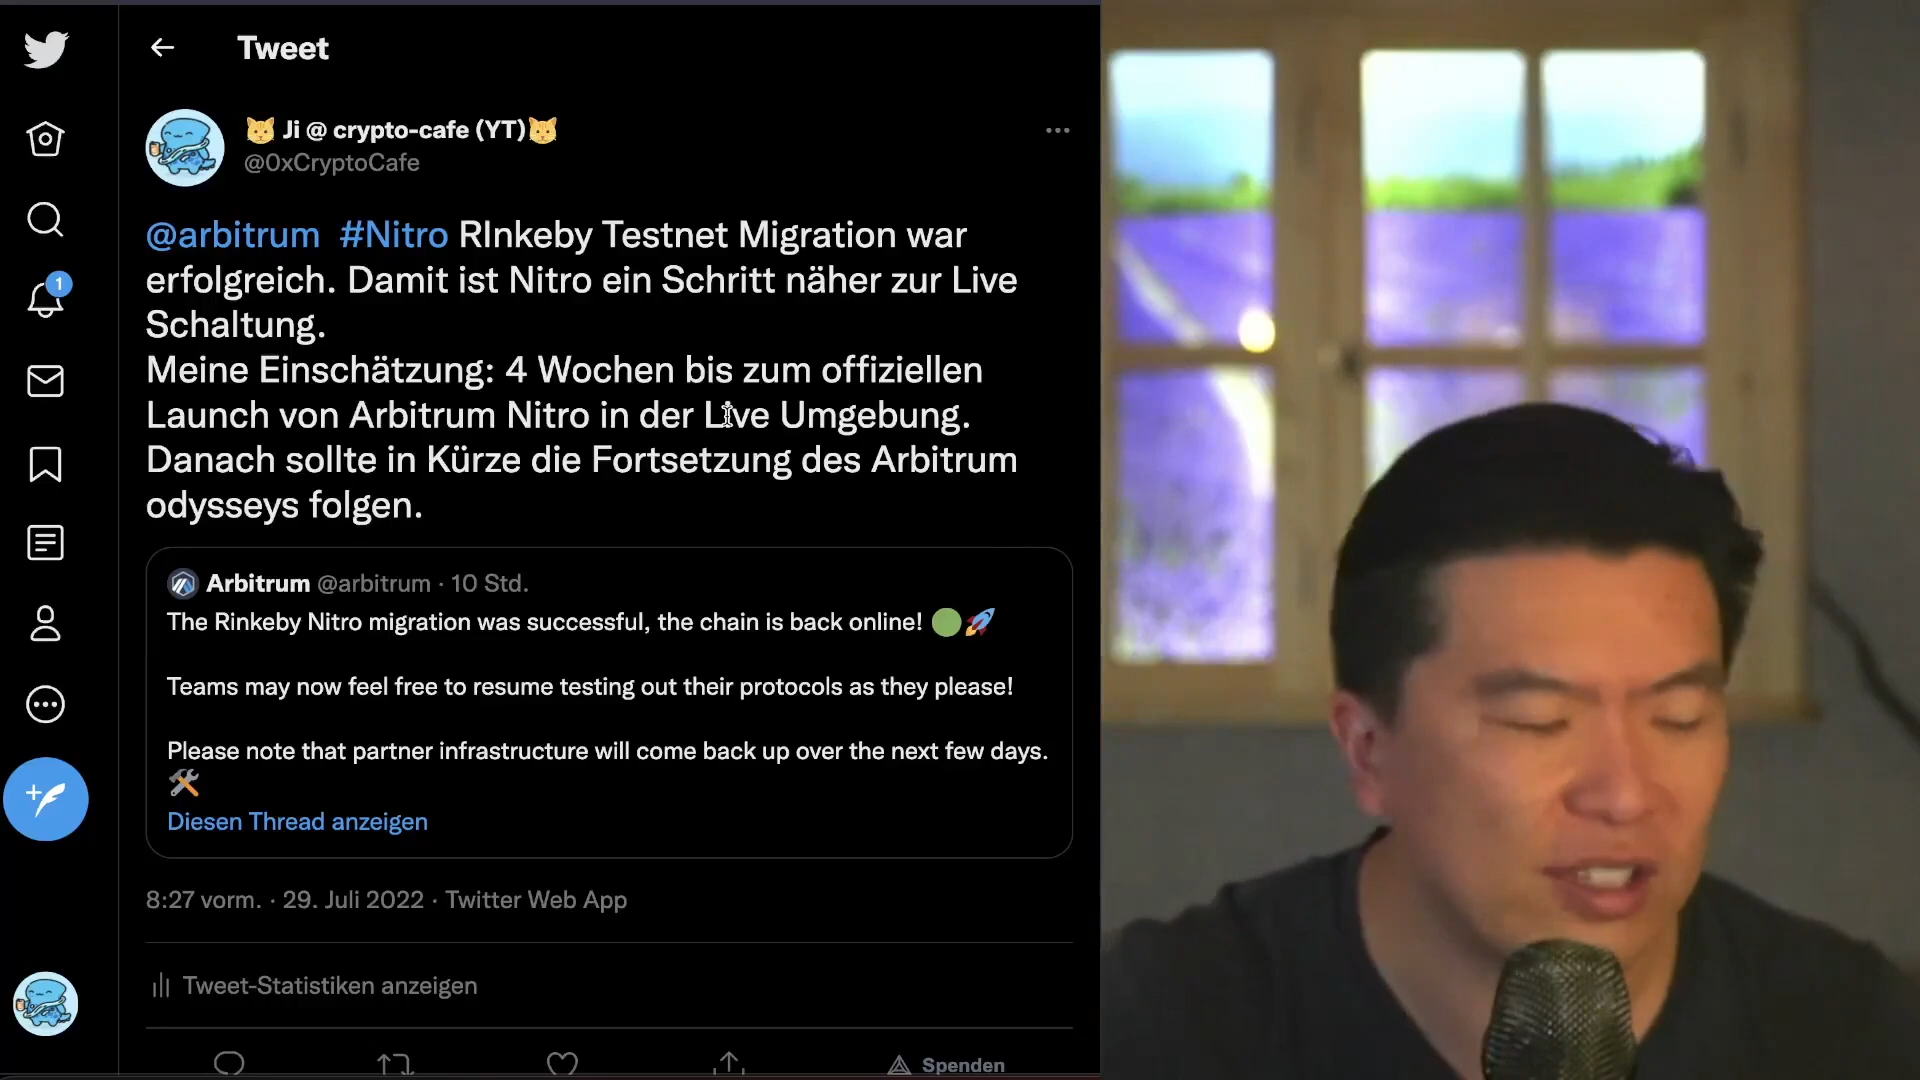 Tweet
🐱 Ji @ crypto-cafe (YT)🐱
@0xCryptoCafe
@arbitrum #Nitro RInkeby Testnet Migration war
erfolgreich. Damit ist Nitro ein Schritt näher zur Live
Schaltung.
Meine Einschätzung: 4 Wochen bis zum offiziellen
Launch von Arbitrum Nitro in der Live Umgebung.
Danach sollte in Kürze die Fortsetzung des Arbitrum
odysseys folgen.
Arbitrum @arbitrum · 10 Std.
The Rinkeby Nitro migration was successful, the chain is back online! 🟢🚀
Teams may now feel free to resume testing out their protocols as they please!
Please note that partner infrastructure will come back up over the next few days.
🛠️
Diesen Thread anzeigen
8:27 vorm. · 29. Juli 2022 · Twitter Web App
Tweet-Statistiken anzeigen
Spenden
1